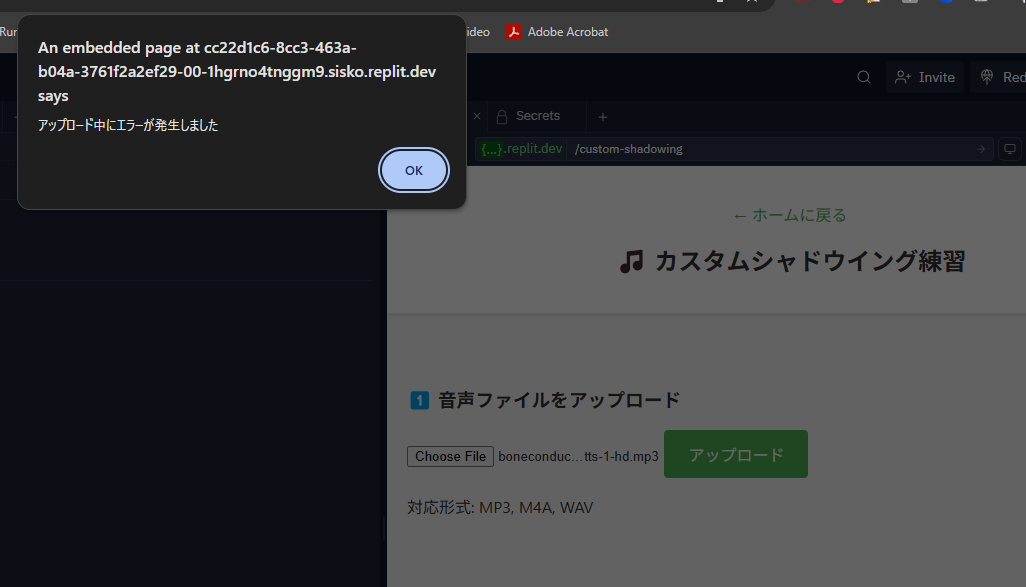 Adobe Acrobat
An embedded page at cc22d1c6-8cc3-463a-
b04a-3761f2a2ef29-00-1hgrno4tnggm9.sisko.replit.dev
says
アップロード中にエラーが発生しました
OK
Invite
Secrets
{...}.replit.dev
/custom-shadowing
← ホームに戻る
カスタムシャドウイング練習
1 音声ファイルをアップロード
Choose File boneconduc...tts-1-hd.mp3 アップロード
対応形式: MP3, M4A, WAV